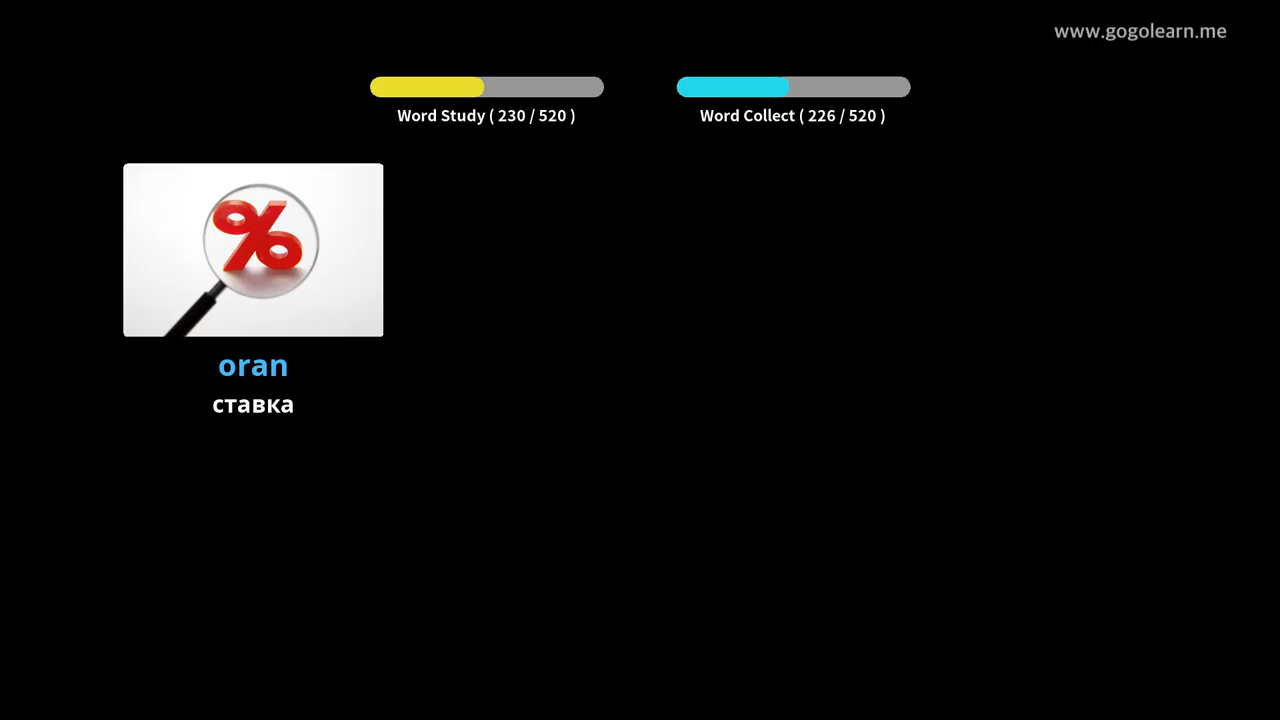 www.gogolearn.me
Word Study ( 230 / 520 )
Word Collect ( 226 / 520 )
%
oran
ставка